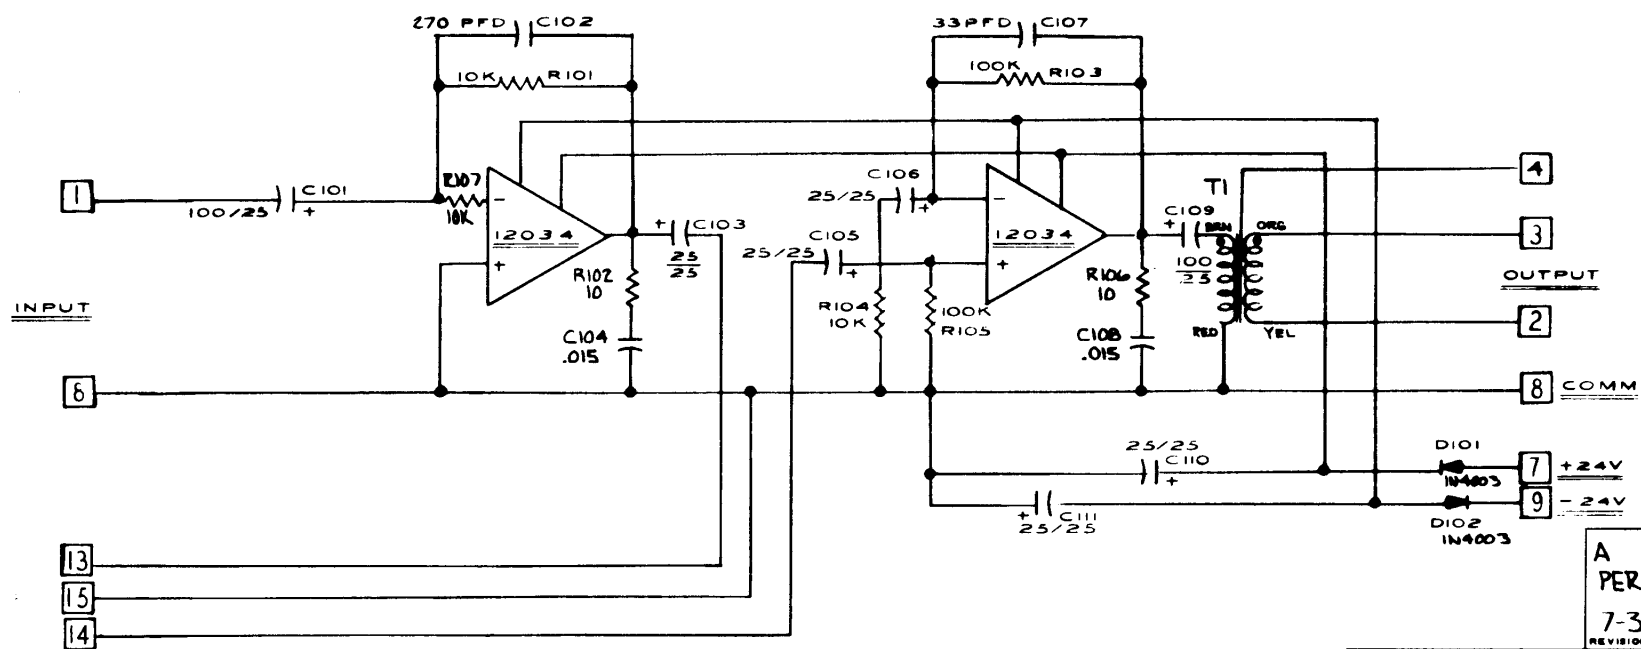 270 PFD C102
33PFD C107
10K R101
100K R103
R107
10K
1
C101
100/25 +
-
12034
+
+ C103
25
25
R102
10
C104
.015
C106
25/25 +
C105
25/25 +
R104
10K
100K
R105
-
12034
+
T1
C109
+
BRN
ORG
100
25
RED
YEL
R106
10
C108
.015
4
3
OUTPUT
2
INPUT
6
8 COMM
25/25
C110
+
D101
1N4003
7 +24V
9 -24V
+ C111
25/25
D102
1N4003
13
15
14
A
PER
7-3
REVISION